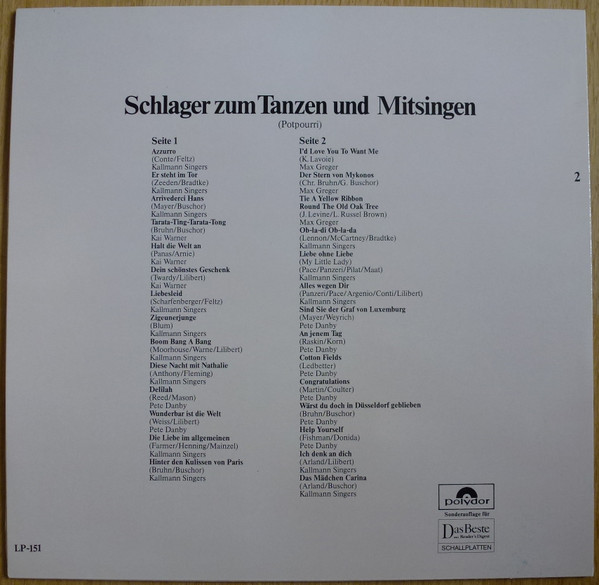 Schlager zum Tanzen und Mitsingen
(Potpourri)
Seite 1
Azzurro
(Conte/Feltz)
Kallmann Singers
Er steht im Tor
(Zeeden/Bradtke)
Kallmann Singers
Arrivederci Hans
(Mayer/Buschor)
Kallmann Singers
Tarata-Ting-Tarata-Tong
(Bruhn/Buschor)
Kai Warner
Halt die Welt an
(Panas/Arnie)
Kai Warner
Dein schönstes Geschenk
(Twardy/Lilibert)
Kai Warner
Liebesleid
(Scharfenberger/Feltz)
Kallmann Singers
Zigeunerjunge
(Blum)
Kallmann Singers
Boom Bang A Bang
(Moorhouse/Warne/Lilibert)
Kallmann Singers
Diese Nacht mit Nathalie
(Anthony/Fleming)
Kallmann Singers
Delilah
(Reed/Mason)
Pete Danby
Wunderbar ist die Welt
(Weiss/Lilibert)
Pete Danby
Die Liebe im allgemeinen
(Farmer/Henning/Mainzel)
Kallmann Singers
Hinter den Kulissen von Paris
(Bruhn/Buschor)
Kallmann Singers
Seite 2
I'd Love You To Want Me
(K. Lavoie)
Max Greger
Der Stern von Mykonos
(Chr. Bruhn/G. Buschor)
Max Greger
Tie A Yellow Ribbon
Round The Old Oak Tree
(J. Levine/L. Russel Brown)
Max Greger
Ob-la-di Ob-la-da
(Lennon/McCartney/Bradtke)
Kallmann Singers
Liebe ohne Liebe
(My Little Lady)
(Pace/Panzeri/Pilat/Maat)
Kallmann Singers
Alles wegen Dir
(Panzeri/Pace/Argenio/Conti/Lilibert)
Kallmann Singers
Sind Sie der Graf von Luxemburg
(Mayer/Weyrich)
Pete Danby
An jenem Tag
(Raskin/Korn)
Pete Danby
Cotton Fields
(Ledbetter)
Pete Danby
Congratulations
(Martin/Coulter)
Pete Danby
Wärst du doch in Düsseldorf geblieben
(Bruhn/Buschor)
Pete Danby
Help Yourself
(Fishman/Donida)
Pete Danby
Ich denk an dich
(Arland/Lilibert)
Kallmann Singers
Das Mädchen Carina
(Arland/Buschor)
Kallmann Singers
2
Polydor
Sonderauflage für
Das Beste
aus Reader's Digest
SCHALLPLATTEN
LP-151